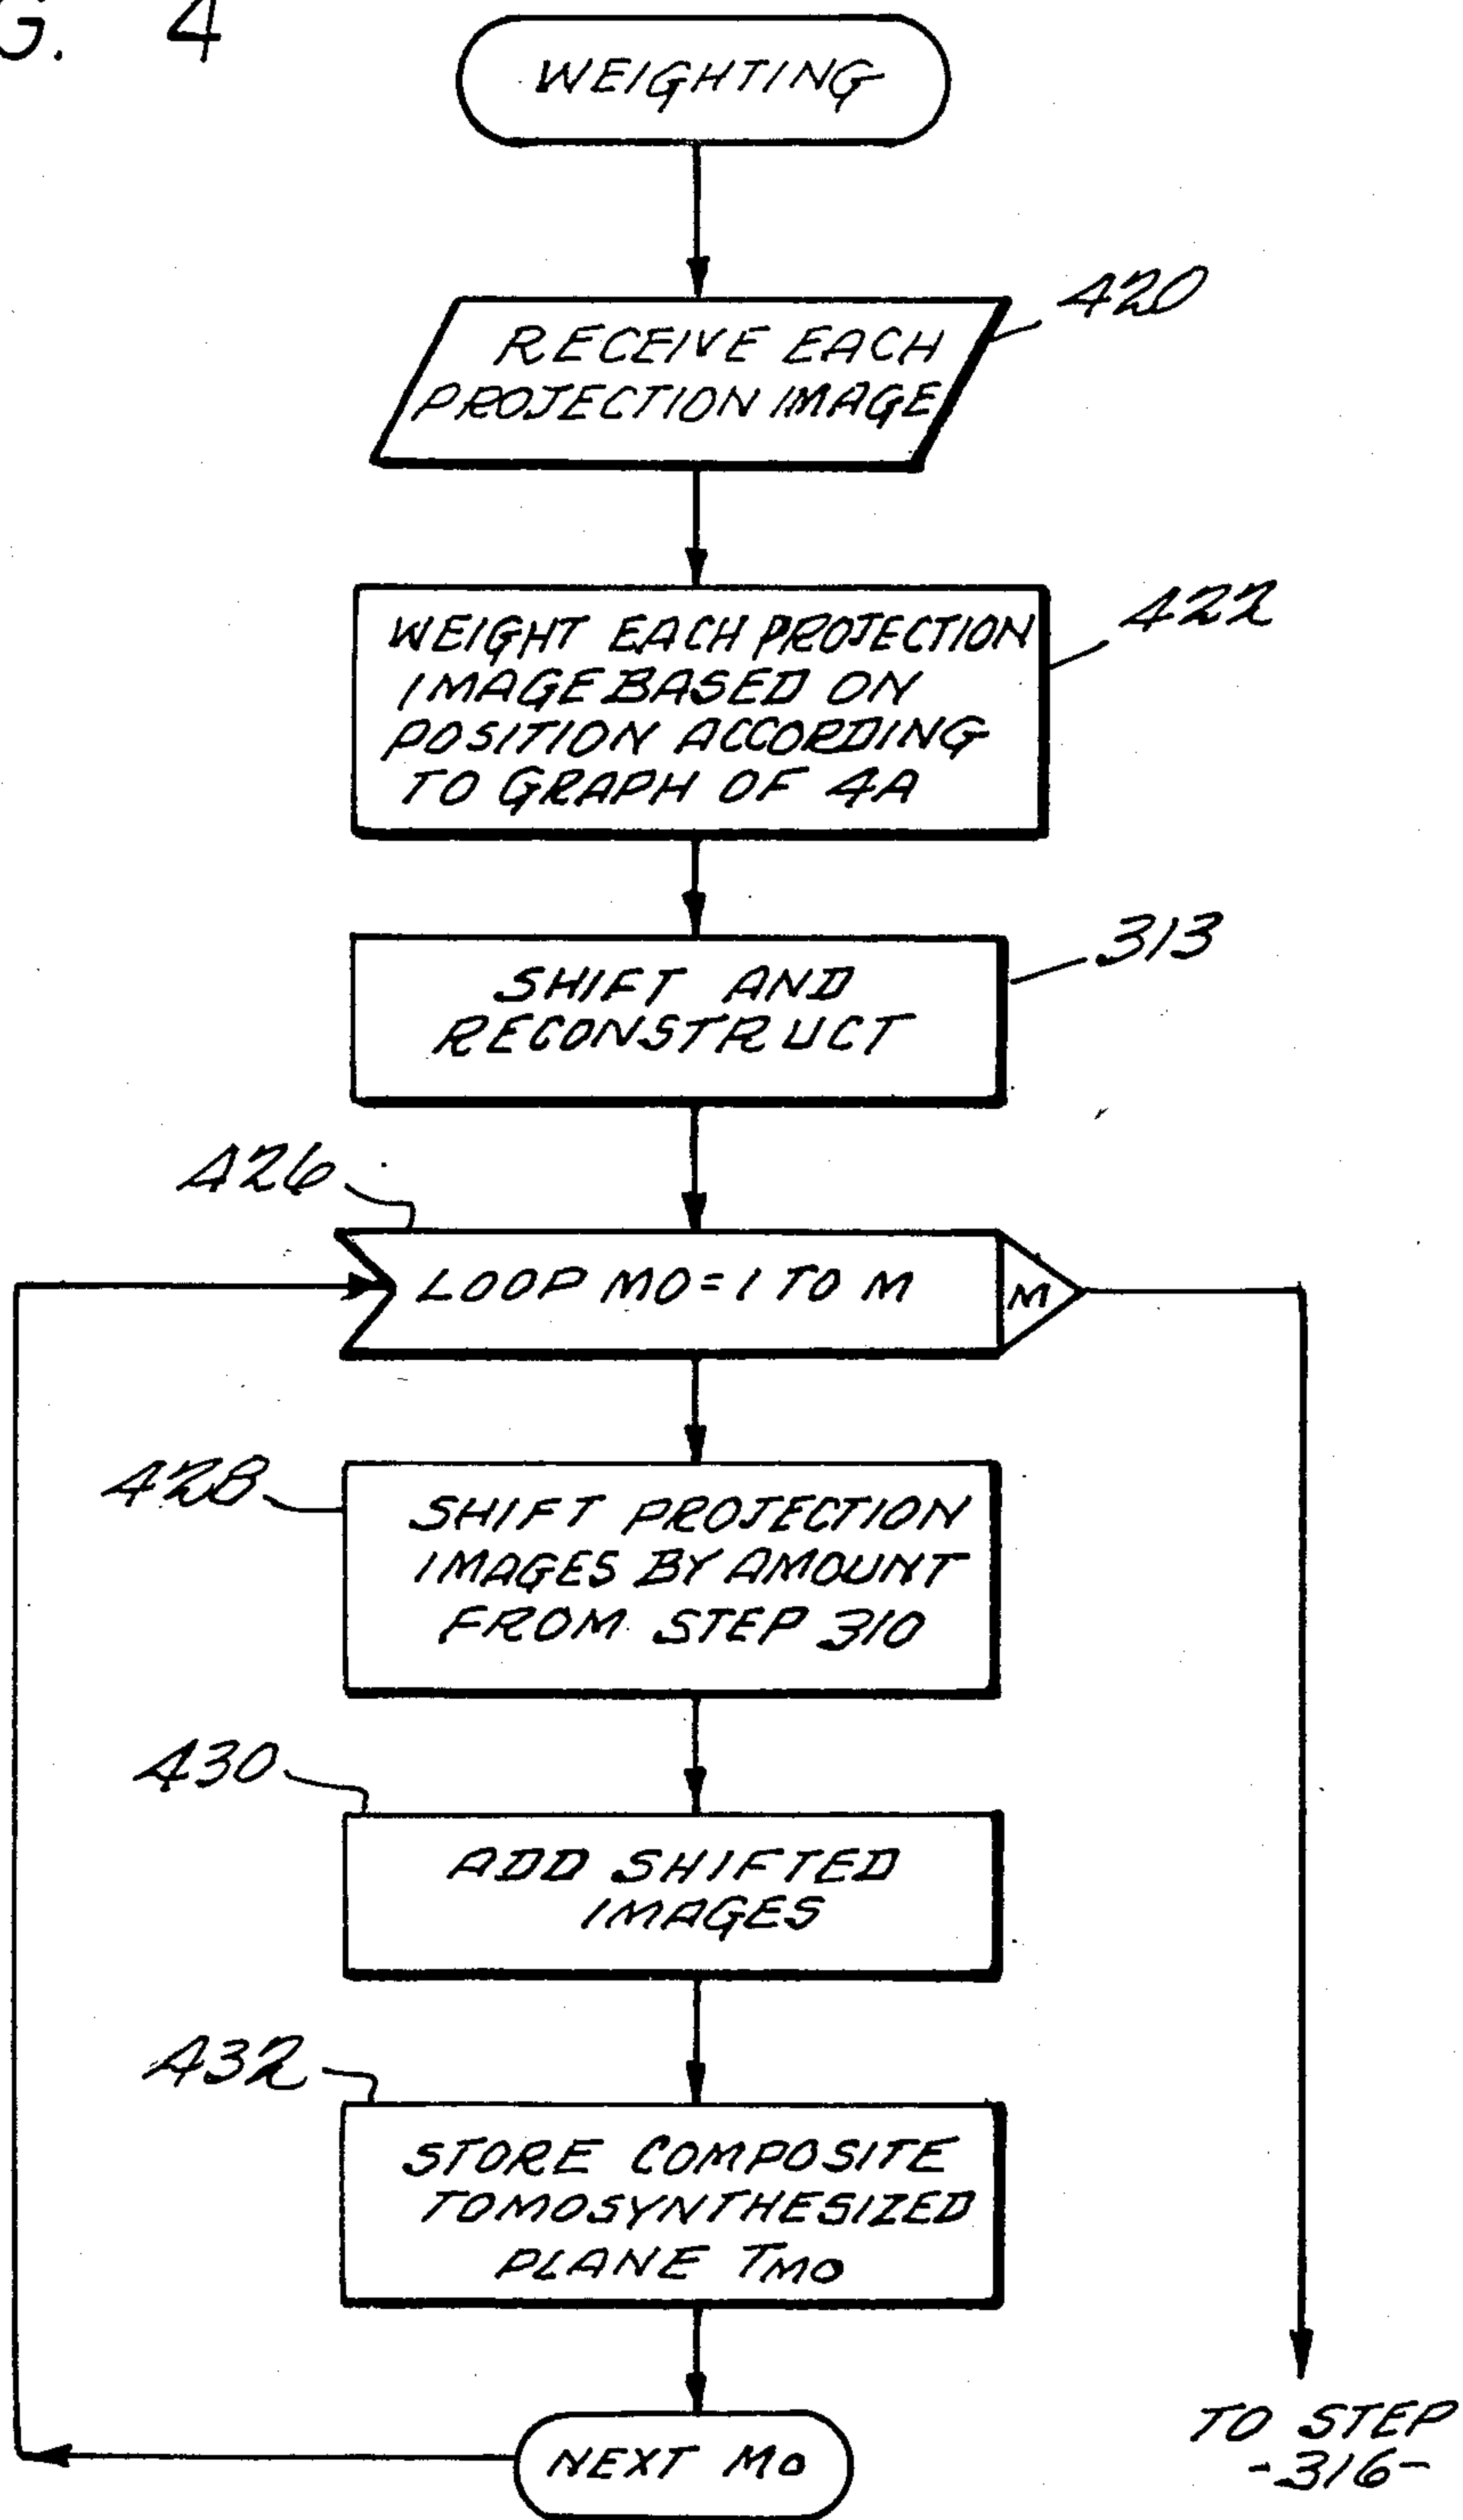 G. 4
WEIGHTING
RECEIVE EACH
PROJECTION IMAGE
420
WEIGHT EACH PROJECTION
IMAGE BASED ON
POSITION ACCORDING
TO GRAPH OF 4A
422
SHIFT AND
RECONSTRUCT
313
426
LOOP MO = 1 TO M
M
428
SHIFT PROJECTION
IMAGES BY AMOUNT
FROM STEP 310
430
ADD SHIFTED
IMAGES
432
STORE COMPOSITE
TOMOSYNTHESIZED
PLANE TMO
NEXT MO
TO STEP
-316-